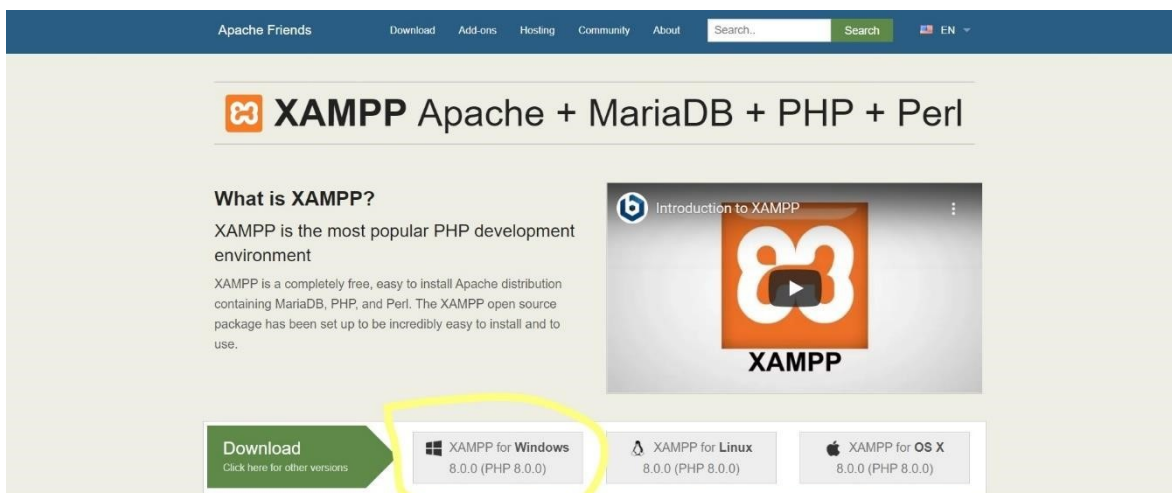 Apache Friends
Download
Add-ons
Hosting
Community
About
Search..
Search
EN
XAMPP Apache + MariaDB + PHP + Perl
What is XAMPP?
XAMPP is the most popular PHP development
environment
XAMPP is a completely free, easy to install Apache distribution
containing MariaDB, PHP, and Perl. The XAMPP open source
package has been set up to be incredibly easy to install and to
use.
Introduction to XAMPP
XAMPP
Download
Click here for other versions
XAMPP for Windows
8.0.0 (PHP 8.0.0)
XAMPP for Linux
8.0.0 (PHP 8.0.0)
XAMPP for OS X
8.0.0 (PHP 8.0.0)